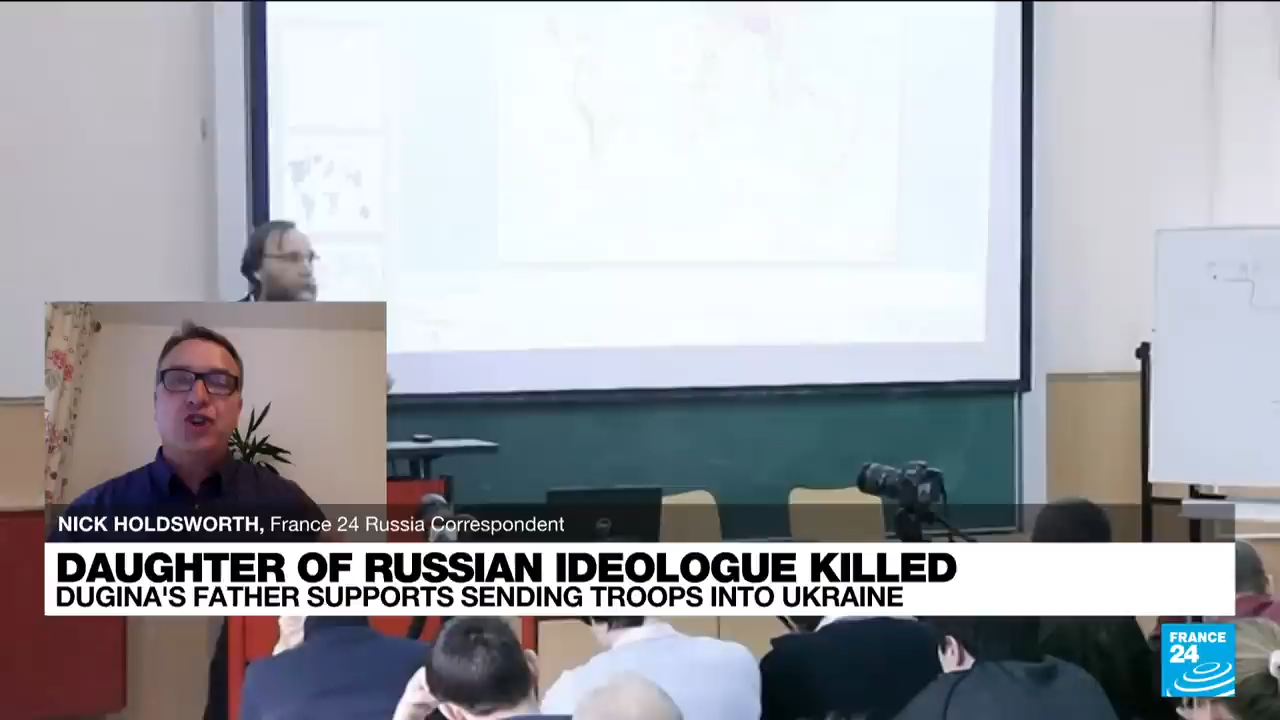 NICK HOLDSWORTH, France 24 Russia Correspondent
DAUGHTER OF RUSSIAN IDEOLOGUE KILLED
DUGINA'S FATHER SUPPORTS SENDING TROOPS INTO UKRAINE
FRANCE
24